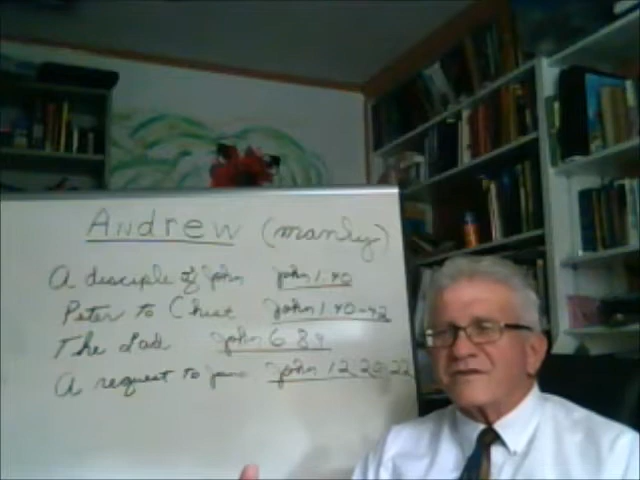 Andrew (manly)
A disciple of John John 1:40
Peter to Christ John 1:40-42
The Lad John 6 8,9
A request to John 12 20-22